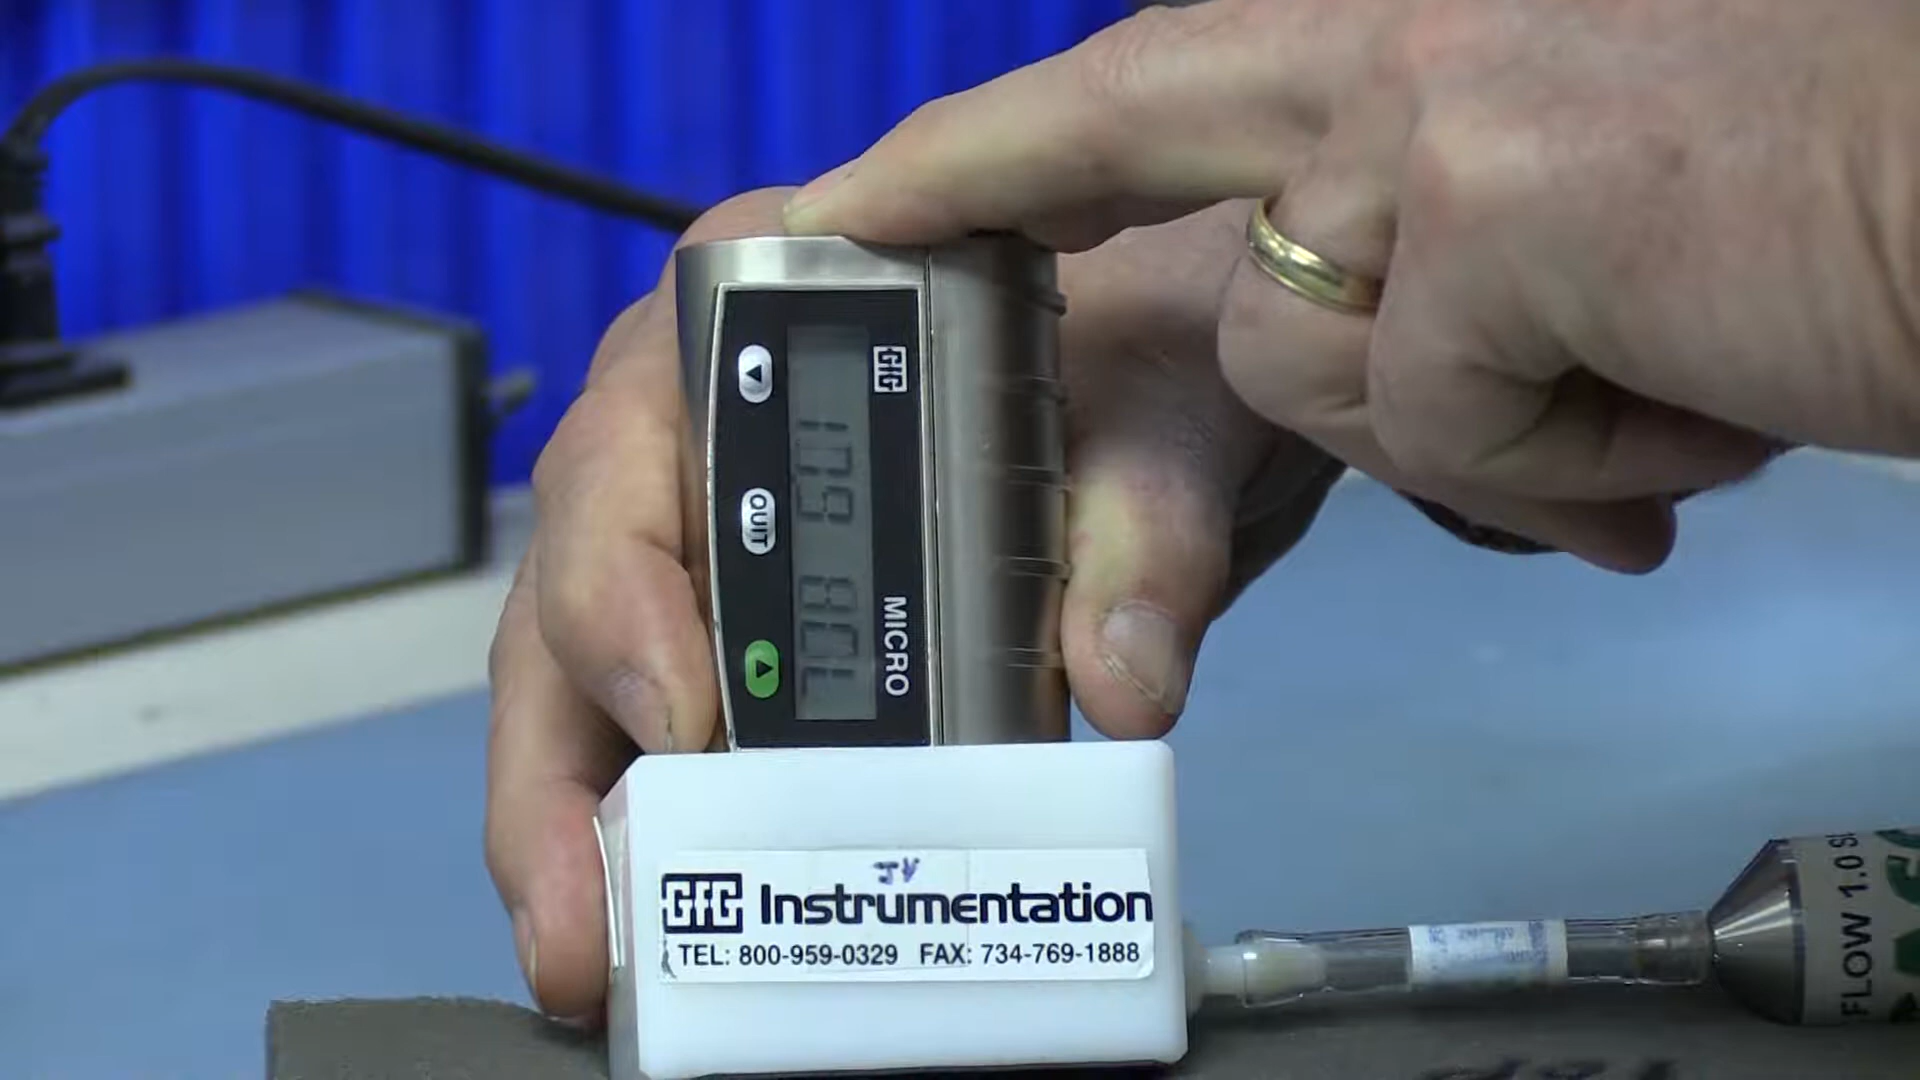 GfG
QUIT
MICRO
JV
GfG Instrumentation
TEL: 800-959-0329 FAX: 734-769-1888
FLOW 1.0